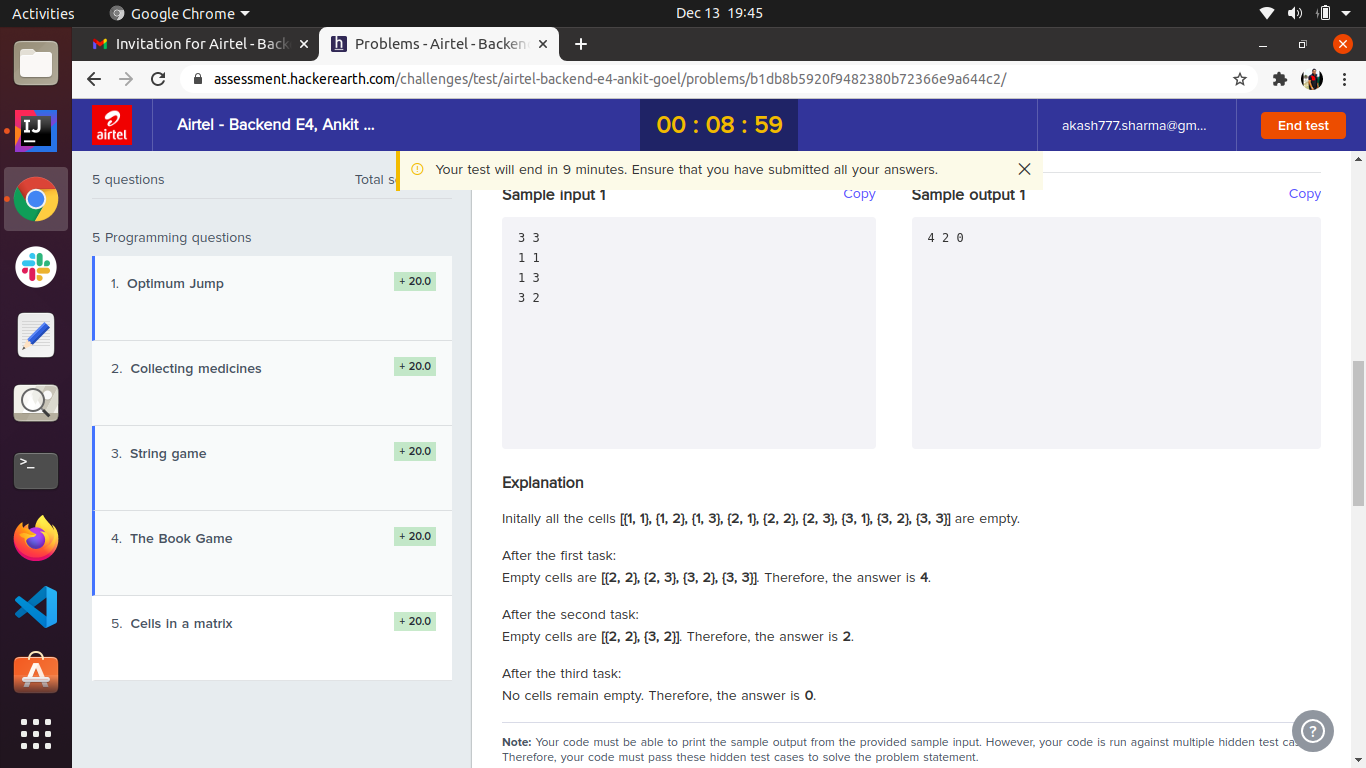 Activities Google Chrome Dec 13 19:45
Invitation for Airtel - Back
Problems - Airtel - Backen
assessment.hackerearth.com/challenges/test/airtel-backend-e4-ankit-goel/problems/b1db8b5920f9482380b72366e9a644c2/
airtel
Airtel - Backend E4, Ankit ...
00 : 08 : 59
akash777.sharma@gm...
End test
Your test will end in 9 minutes. Ensure that you have submitted all your answers.
5 questions
Total s
5 Programming questions
1. Optimum Jump + 20.0
2. Collecting medicines + 20.0
3. String game + 20.0
4. The Book Game + 20.0
5. Cells in a matrix + 20.0
Sample input 1 Copy
3 3
1 1
1 3
3 2
Sample output 1 Copy
4 2 0
Explanation
Initally all the cells [{1, 1}, {1, 2}, {1, 3}, {2, 1}, {2, 2}, {2, 3}, {3, 1}, {3, 2}, {3, 3}] are empty.
After the first task:
Empty cells are [{2, 2}, {2, 3}, {3, 2}, {3, 3}]. Therefore, the answer is 4.
After the second task:
Empty cells are [{2, 2}, {3, 2}]. Therefore, the answer is 2.
After the third task:
No cells remain empty. Therefore, the answer is 0.
Note: Your code must be able to print the sample output from the provided sample input. However, your code is run against multiple hidden test ca
Therefore, your code must pass these hidden test cases to solve the problem statement.